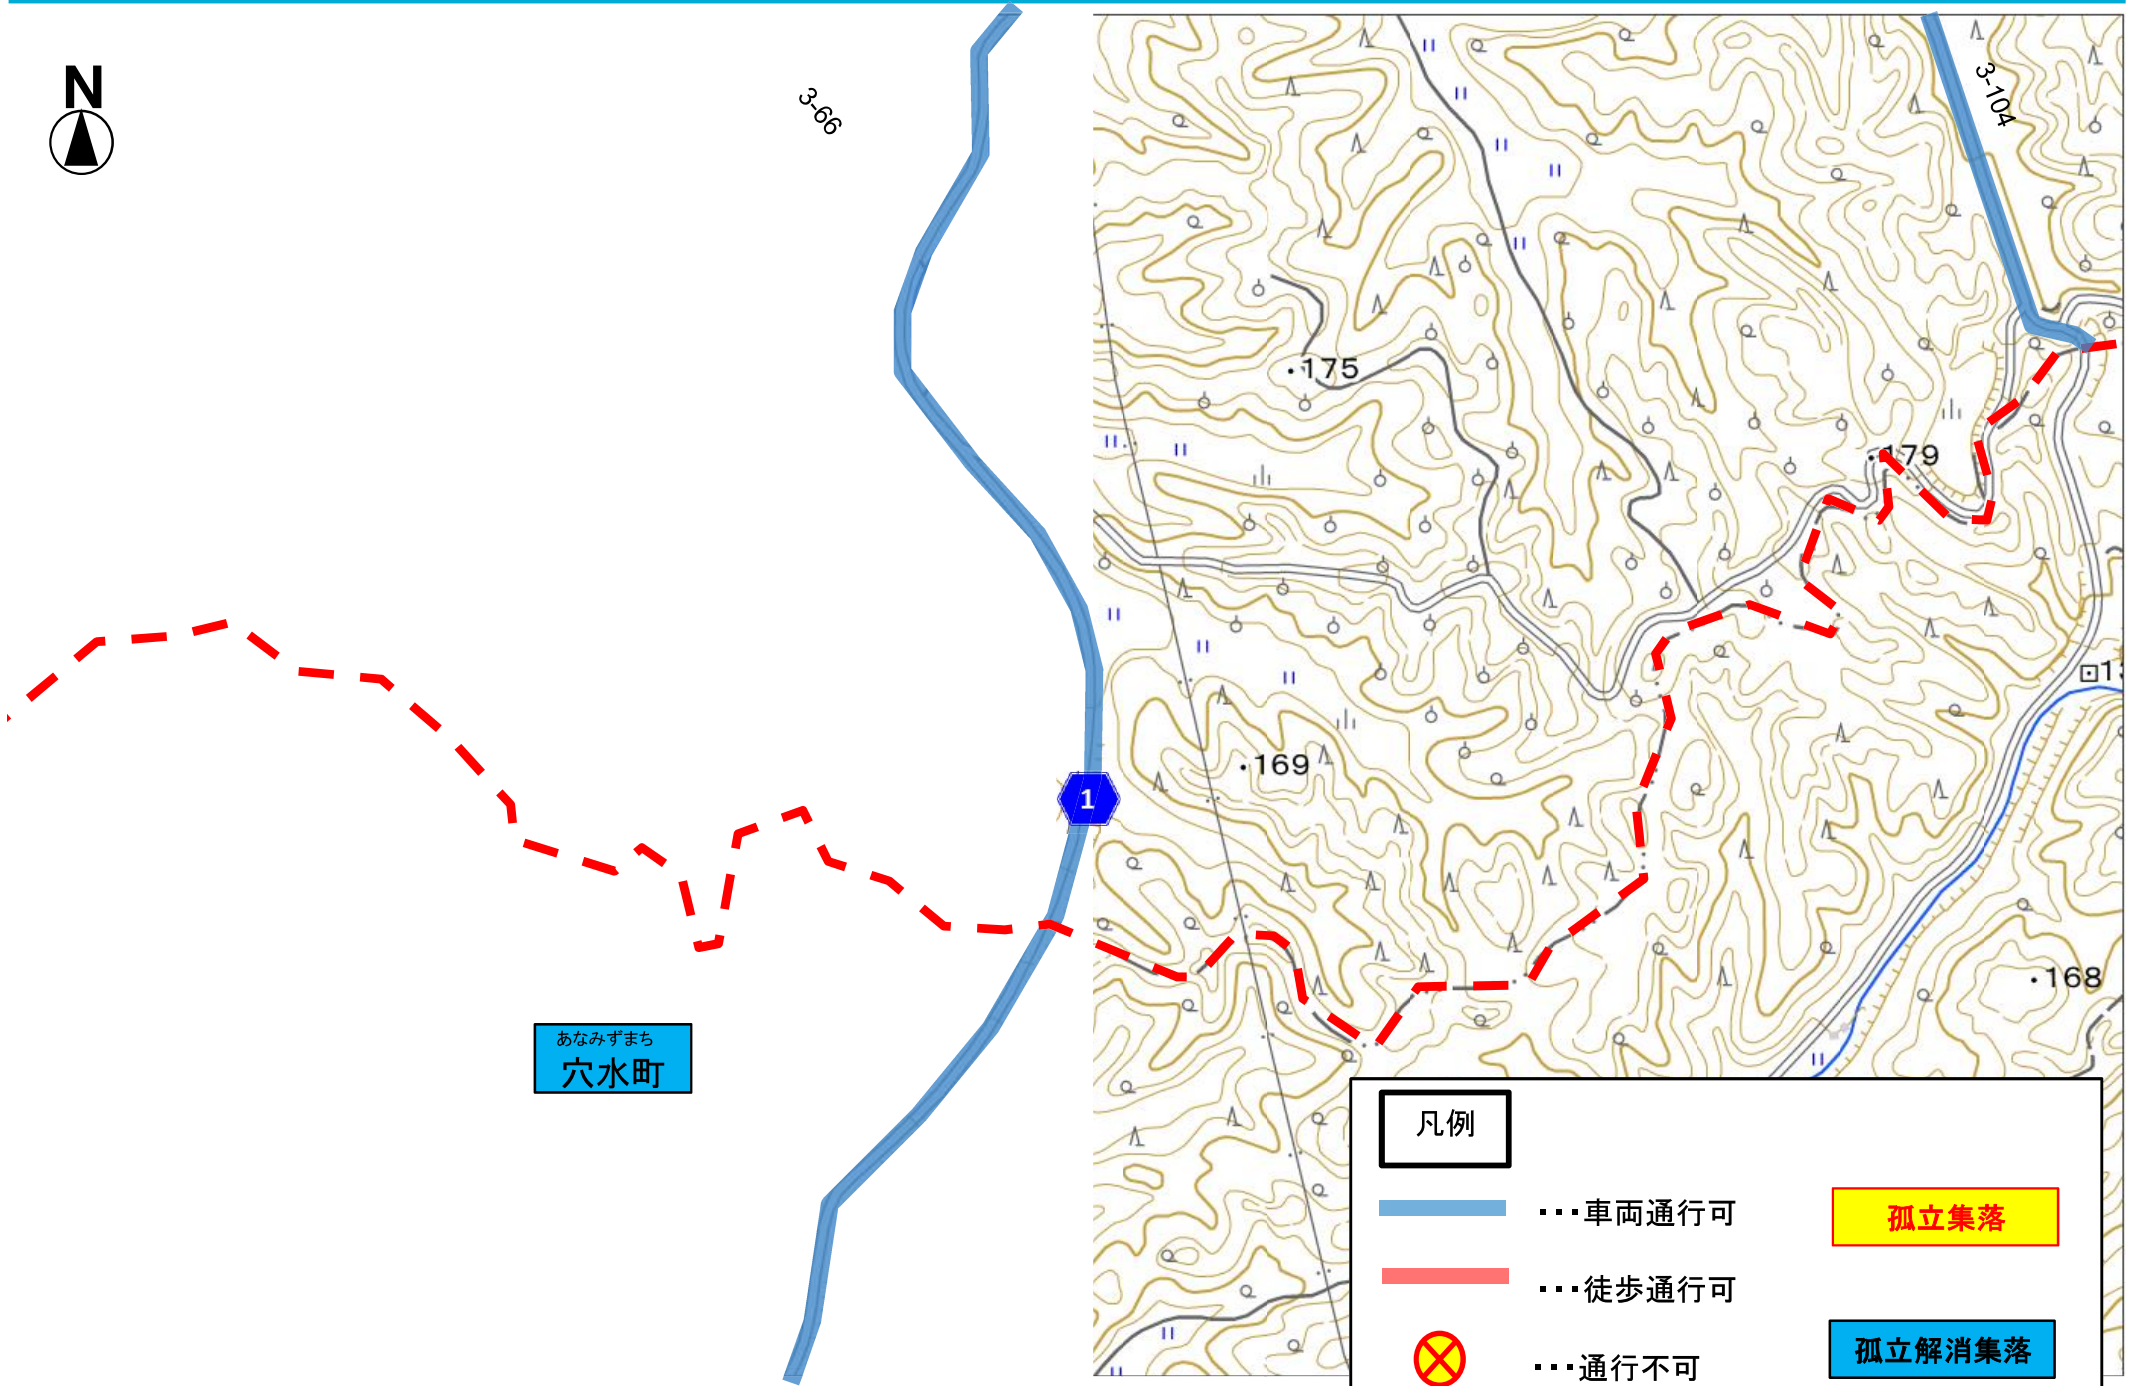 N
3-66
3-104
175
179
1
169
168
あなみずまち
穴水町
凡例
･･･車両通行可
孤立集落
･･･徒歩通行可
孤立解消集落
･･･通行不可